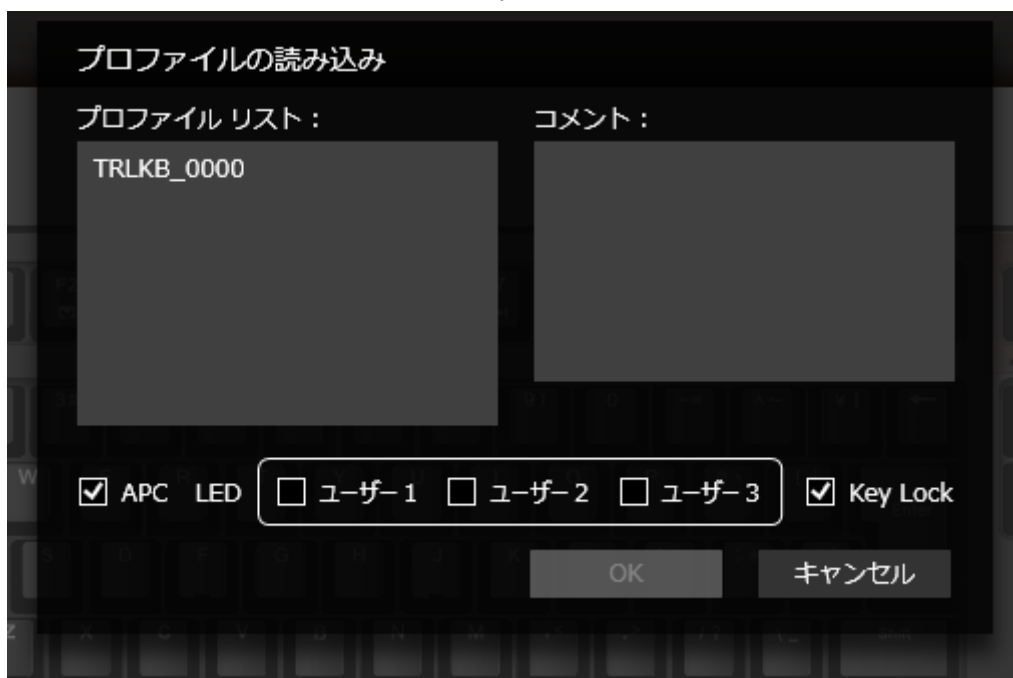 プロファイルの読み込み
プロファイル リスト：
コメント：
TRLKB_0000
APC LED ユーザー 1 ユーザー 2 ユーザー 3 Key Lock
OK キャンセル